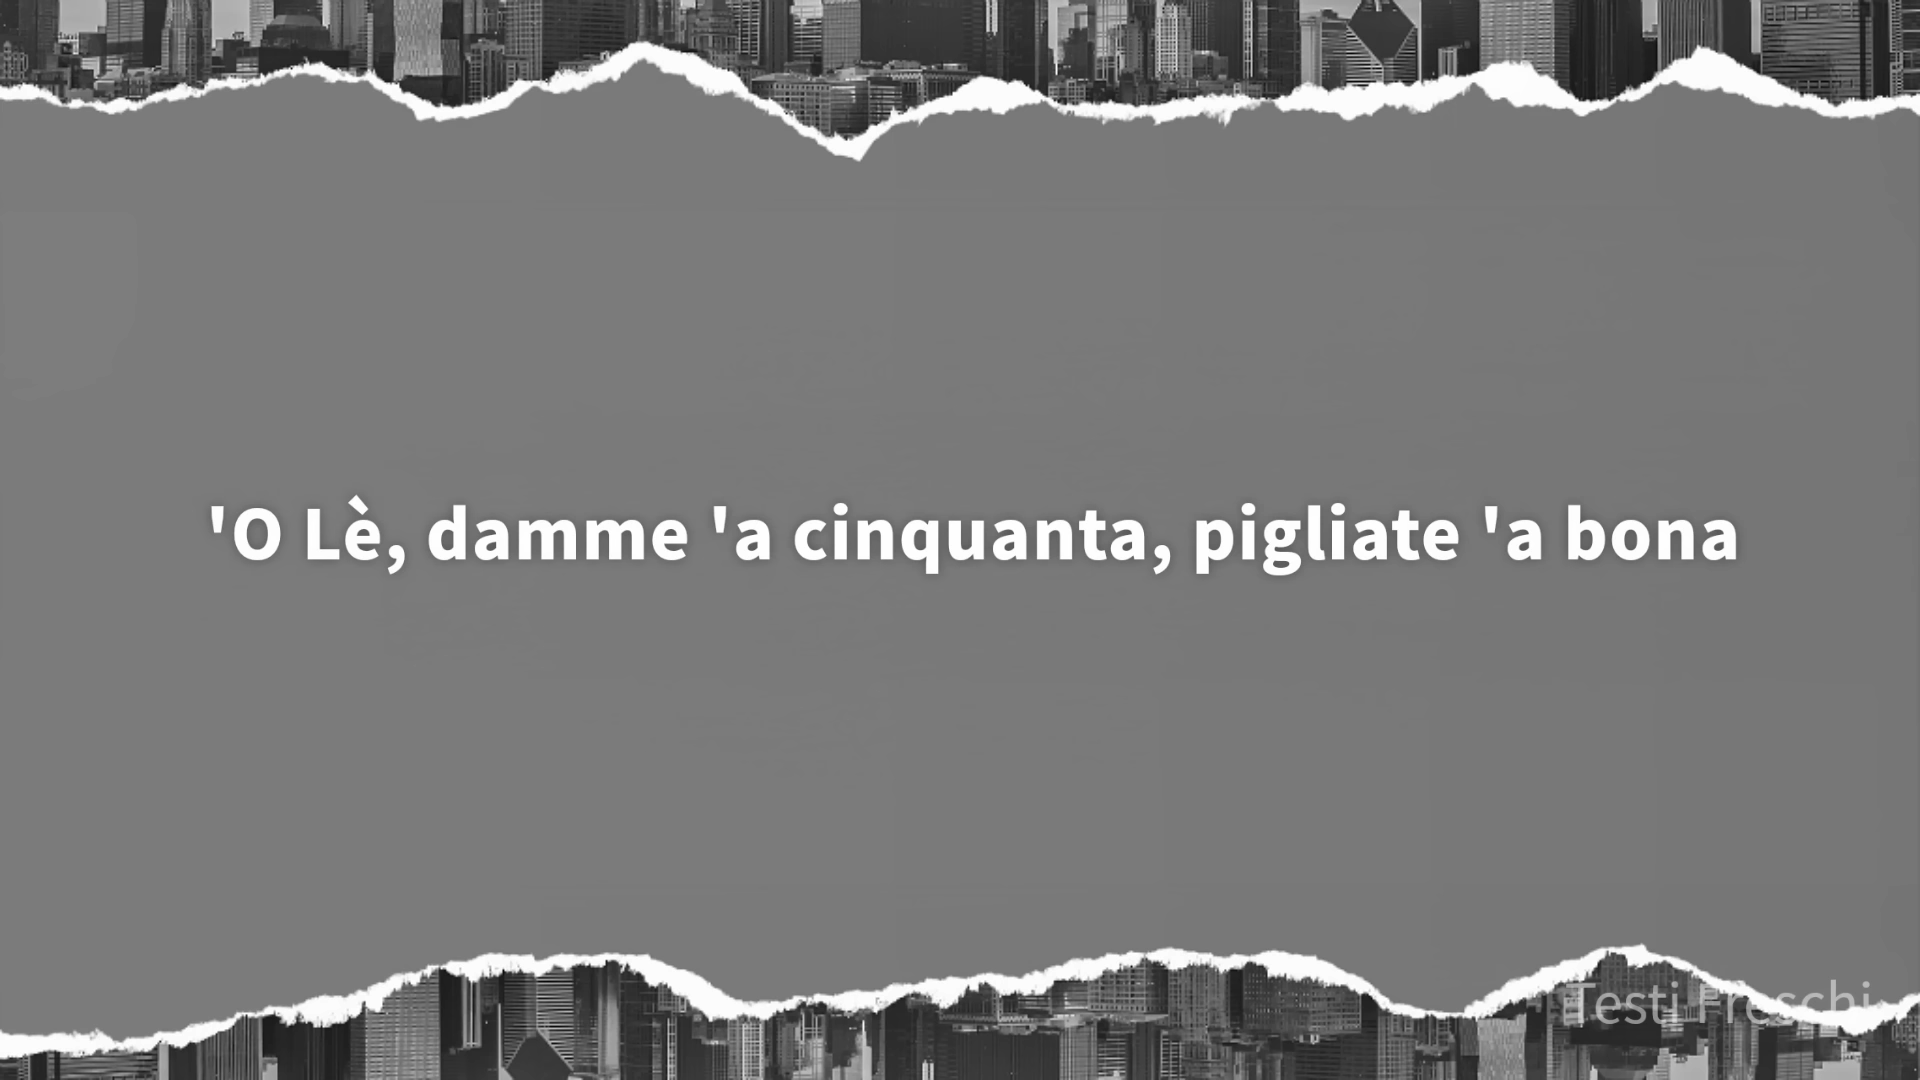 'O Lè, damme 'a cinquanta, pigliate 'a bona
Testi Freschi